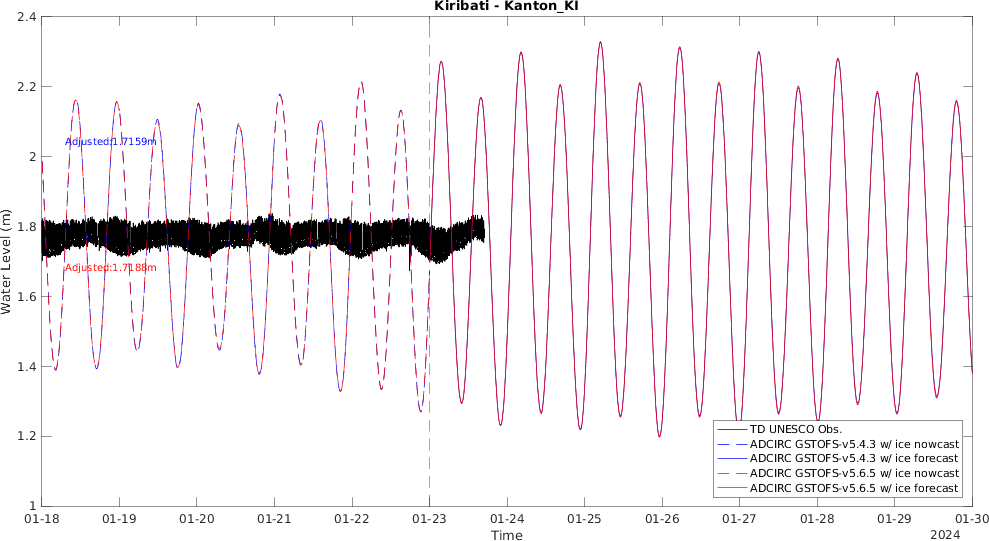 Kiribati - Kanton_KI
2.4
2.2
2
1.8
1.6
1.4
1.2
1
Water Level (m)
Adjusted:1.7159m
Adjusted:1.7188m
TD UNESCO Obs.
ADCIRC GSTOFS-v5.4.3 w/ ice nowcast
ADCIRC GSTOFS-v5.4.3 w/ ice forecast
ADCIRC GSTOFS-v5.6.5 w/ ice nowcast
ADCIRC GSTOFS-v5.6.5 w/ ice forecast
01-18 01-19 01-20 01-21 01-22 01-23 01-24 01-25 01-26 01-27 01-28 01-29 01-30
Time
2024